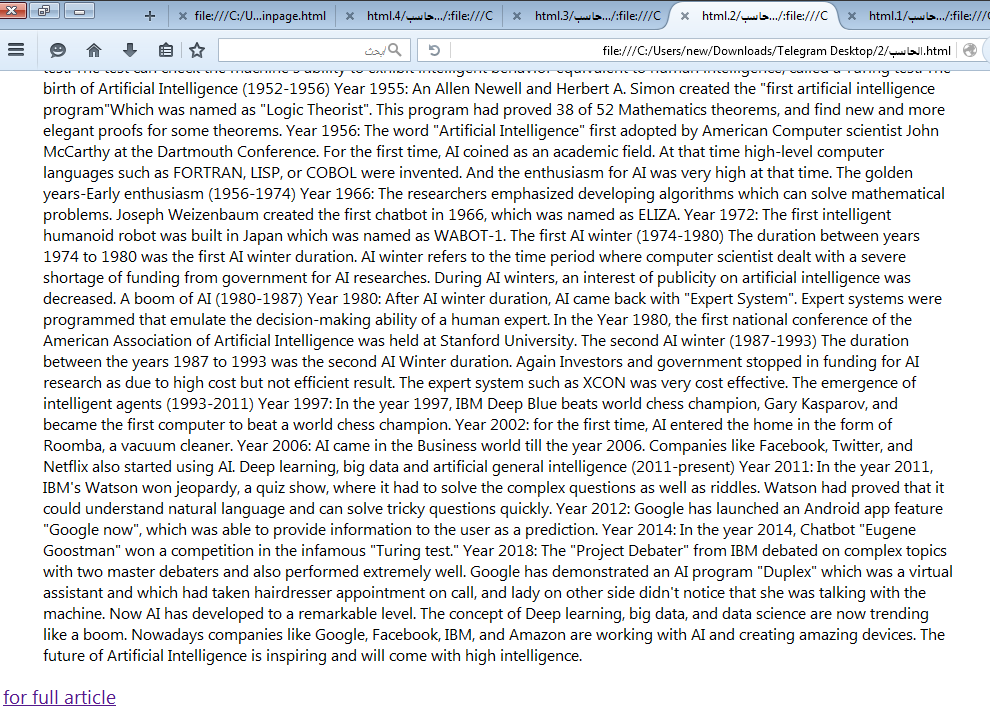 file:///C:/U...inpage.html
html.4/حاسب...file:///C:/
html.3/حاسب...file:///C:/
html.2/حاسب...file:///C:/
html.1/حاسب...file:///C:/
ابحث
file:///C:/Users/new/Downloads/Telegram Desktop/2/الحاسب.html
test. The test can check the machine's ability to exhibit intelligent behavior equivalent to human intelligence, called a Turing test. The
birth of Artificial Intelligence (1952-1956) Year 1955: An Allen Newell and Herbert A. Simon created the "first artificial intelligence
program"Which was named as "Logic Theorist". This program had proved 38 of 52 Mathematics theorems, and find new and more
elegant proofs for some theorems. Year 1956: The word "Artificial Intelligence" first adopted by American Computer scientist John
McCarthy at the Dartmouth Conference. For the first time, AI coined as an academic field. At that time high-level computer
languages such as FORTRAN, LISP, or COBOL were invented. And the enthusiasm for AI was very high at that time. The golden
years-Early enthusiasm (1956-1974) Year 1966: The researchers emphasized developing algorithms which can solve mathematical
problems. Joseph Weizenbaum created the first chatbot in 1966, which was named as ELIZA. Year 1972: The first intelligent
humanoid robot was built in Japan which was named as WABOT-1. The first AI winter (1974-1980) The duration between years
1974 to 1980 was the first AI winter duration. AI winter refers to the time period where computer scientist dealt with a severe
shortage of funding from government for AI researches. During AI winters, an interest of publicity on artificial intelligence was
decreased. A boom of AI (1980-1987) Year 1980: After AI winter duration, AI came back with "Expert System". Expert systems were
programmed that emulate the decision-making ability of a human expert. In the Year 1980, the first national conference of the
American Association of Artificial Intelligence was held at Stanford University. The second AI winter (1987-1993) The duration
between the years 1987 to 1993 was the second AI Winter duration. Again Investors and government stopped in funding for AI
research as due to high cost but not efficient result. The expert system such as XCON was very cost effective. The emergence of
intelligent agents (1993-2011) Year 1997: In the year 1997, IBM Deep Blue beats world chess champion, Gary Kasparov, and
became the first computer to beat a world chess champion. Year 2002: for the first time, AI entered the home in the form of
Roomba, a vacuum cleaner. Year 2006: AI came in the Business world till the year 2006. Companies like Facebook, Twitter, and
Netflix also started using AI. Deep learning, big data and artificial general intelligence (2011-present) Year 2011: In the year 2011,
IBM's Watson won jeopardy, a quiz show, where it had to solve the complex questions as well as riddles. Watson had proved that it
could understand natural language and can solve tricky questions quickly. Year 2012: Google has launched an Android app feature
"Google now", which was able to provide information to the user as a prediction. Year 2014: In the year 2014, Chatbot "Eugene
Goostman" won a competition in the infamous "Turing test." Year 2018: The "Project Debater" from IBM debated on complex topics
with two master debaters and also performed extremely well. Google has demonstrated an AI program "Duplex" which was a virtual
assistant and which had taken hairdresser appointment on call, and lady on other side didn't notice that she was talking with the
machine. Now AI has developed to a remarkable level. The concept of Deep learning, big data, and data science are now trending
like a boom. Nowadays companies like Google, Facebook, IBM, and Amazon are working with AI and creating amazing devices. The
future of Artificial Intelligence is inspiring and will come with high intelligence.
for full article